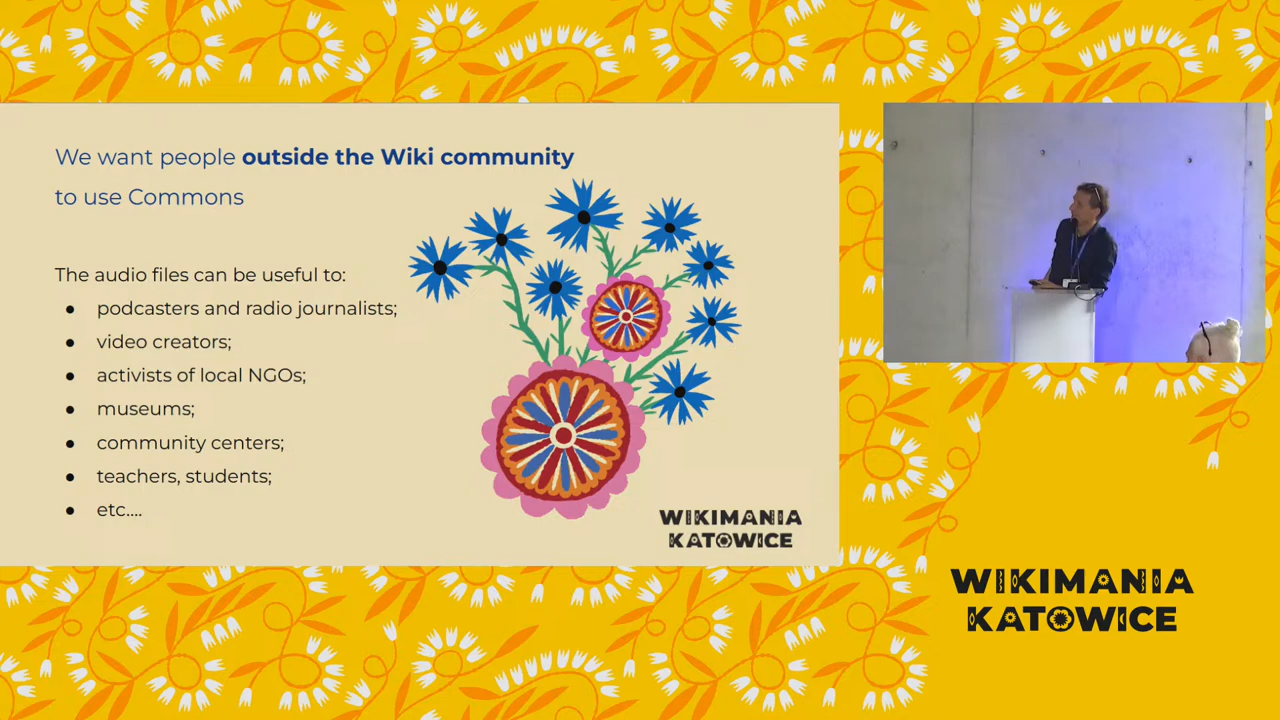 We want people outside the Wiki community
to use Commons
The audio files can be useful to:
● podcasters and radio journalists;
● video creators;
● activists of local NGOs;
● museums;
● community centers;
● teachers, students;
● etc....
WIKIMANIA
KATOWICE
WIKIMANIA
KATOWICE